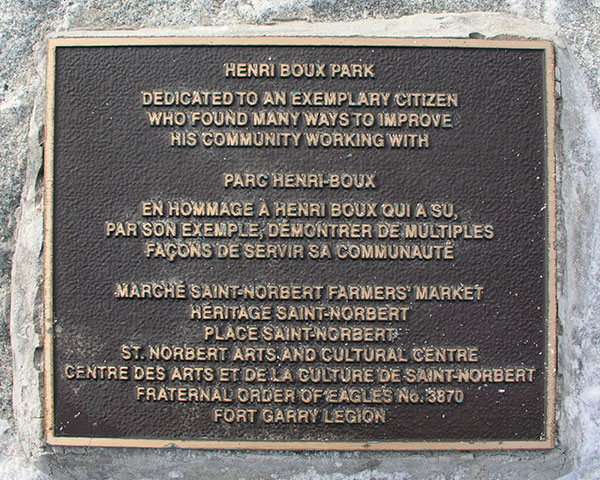 HENRI BOUX PARK
DEDICATED TO AN EXEMPLARY CITIZEN
WHO FOUND MANY WAYS TO IMPROVE
HIS COMMUNITY WORKING WITH
PARC HENRI-BOUX
EN HOMMAGE À HENRI BOUX QUI A SU,
PAR SON EXEMPLE, DÉMONTRER DE MULTIPLES
FAÇONS DE SERVIR SA COMMUNAUTÉ
MARCHÉ SAINT-NORBERT FARMERS' MARKET
HÉRITAGE SAINT-NORBERT
PLACE SAINT-NORBERT
ST. NORBERT ARTS AND CULTURAL CENTRE
CENTRE DES ARTS ET DE LA CULTURE DE SAINT-NORBERT
FRATERNAL ORDER OF EAGLES No. 3870
FORT GARRY LEGION